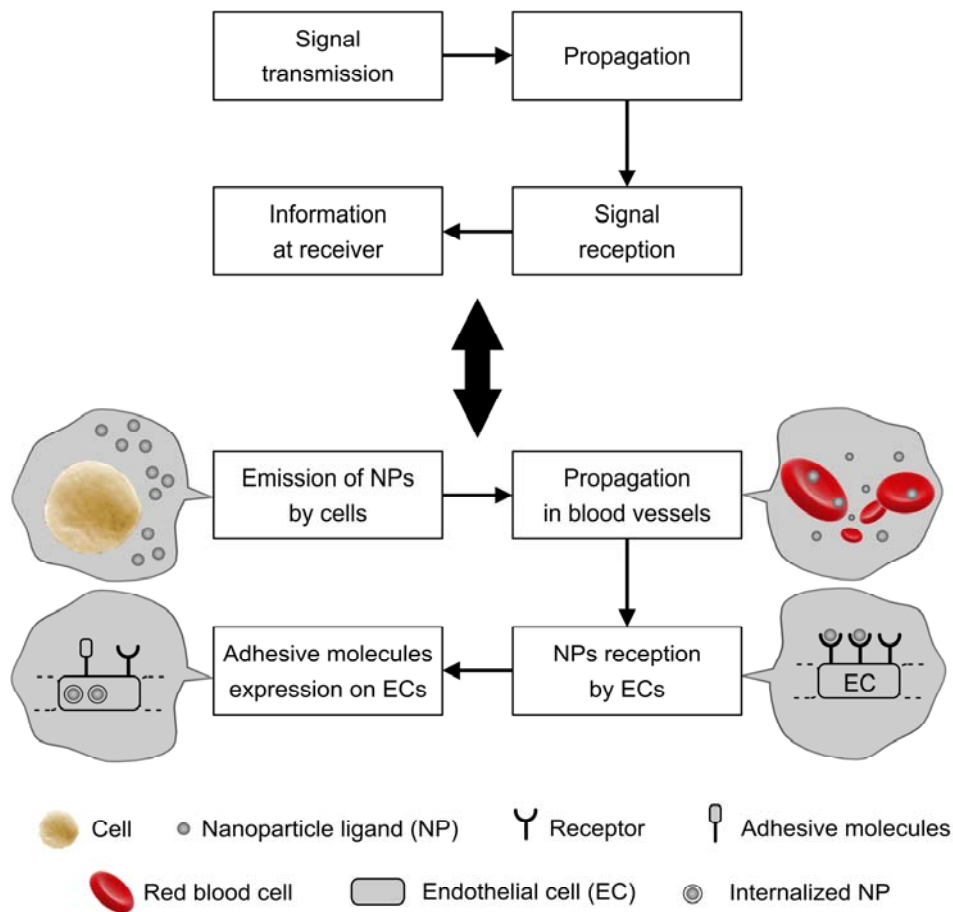 Signal
transmission
Propagation
Information
at receiver
Signal
reception
Emission of NPs
by cells
Propagation
in blood vessels
Adhesive molecules
expression on ECs
NPs reception
by ECs
EC
Cell
Nanoparticle ligand (NP)
Receptor
Adhesive molecules
Red blood cell
Endothelial cell (EC)
Internalized NP